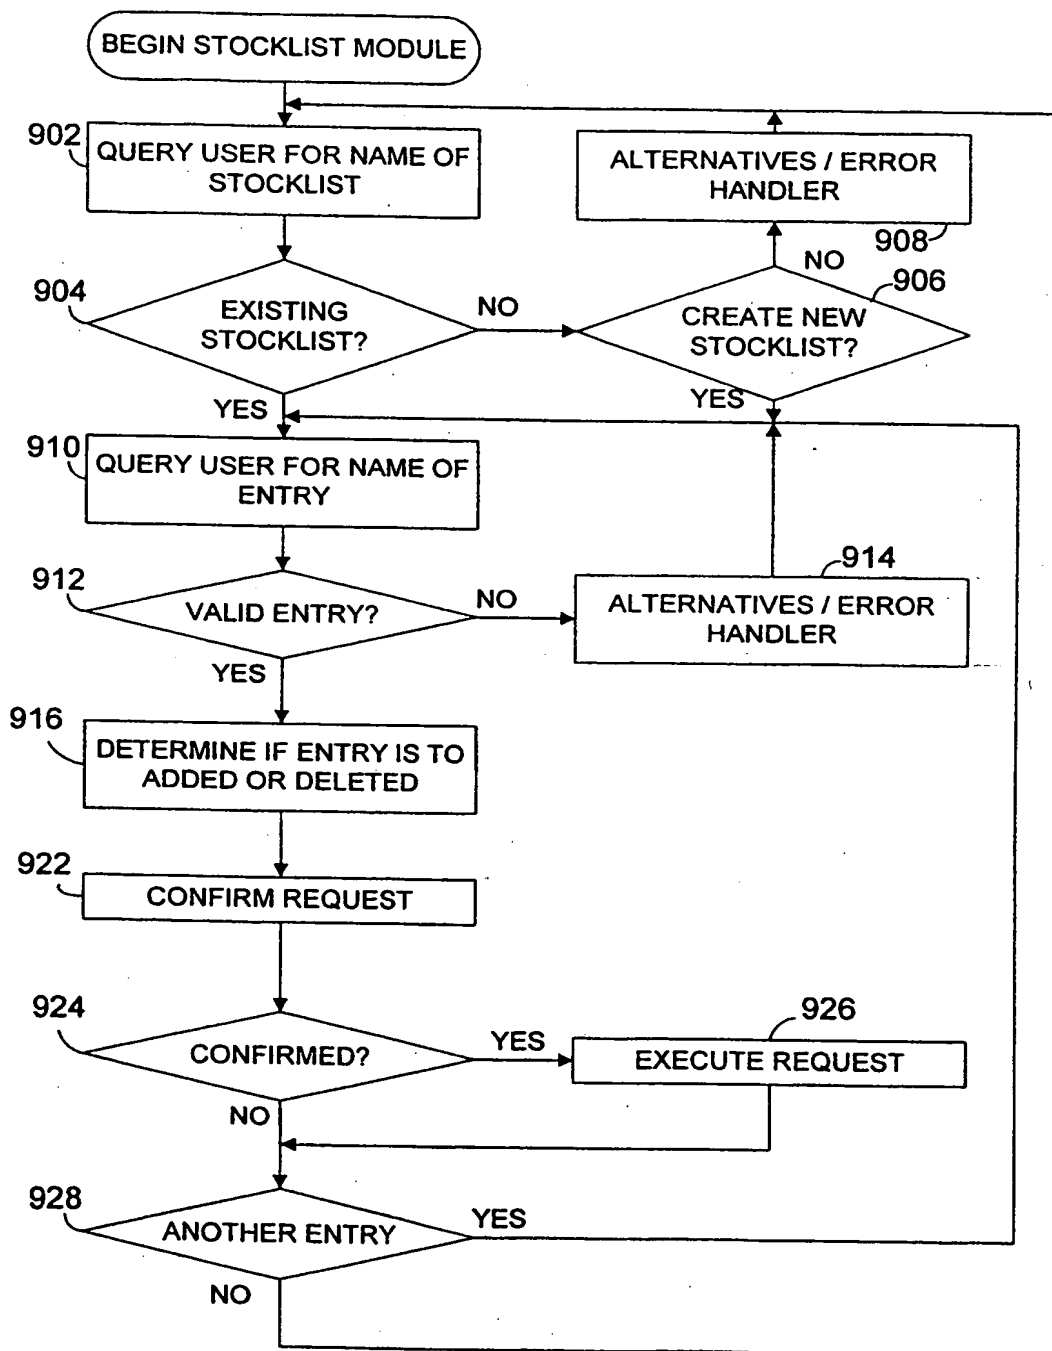 BEGIN STOCKLIST MODULE
902
QUERY USER FOR NAME OF
STOCKLIST
ALTERNATIVES / ERROR
HANDLER
908
904
EXISTING
STOCKLIST?
NO
NO
906
CREATE NEW
STOCKLIST?
YES
YES
910
QUERY USER FOR NAME OF
ENTRY
912
VALID ENTRY?
NO
914
ALTERNATIVES / ERROR
HANDLER
YES
916
DETERMINE IF ENTRY IS TO
ADDED OR DELETED
922
CONFIRM REQUEST
924
CONFIRMED?
YES
926
EXECUTE REQUEST
NO
928
ANOTHER ENTRY
YES
NO